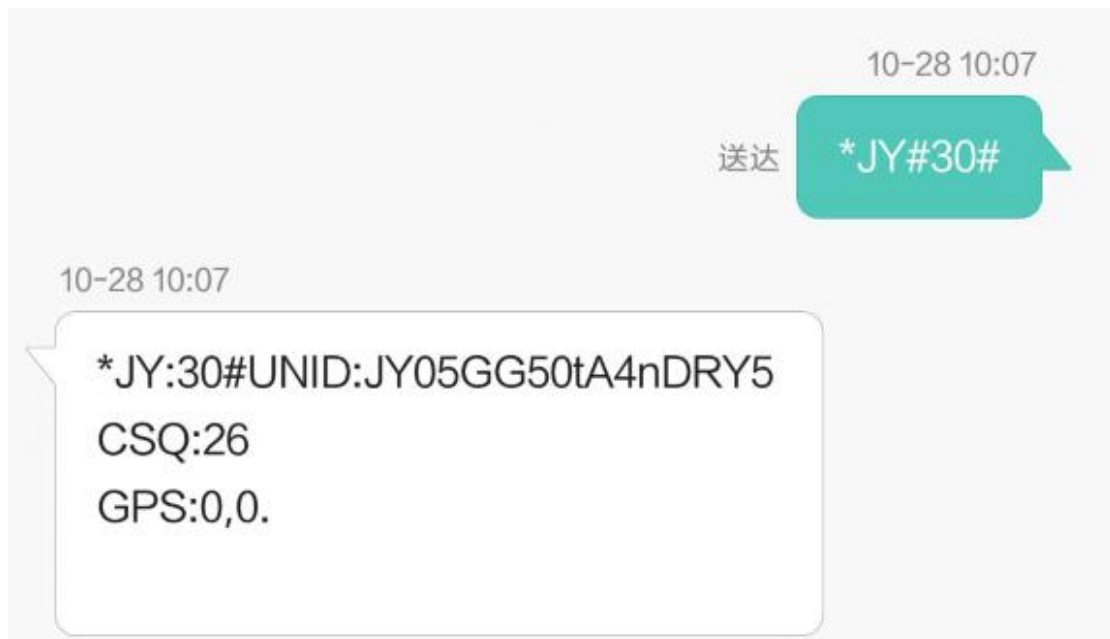 10-28 10:07
送达 *JY#30#
10-28 10:07
*JY:30#UNID:JY05GG50tA4nDRY5
CSQ:26
GPS:0,0.